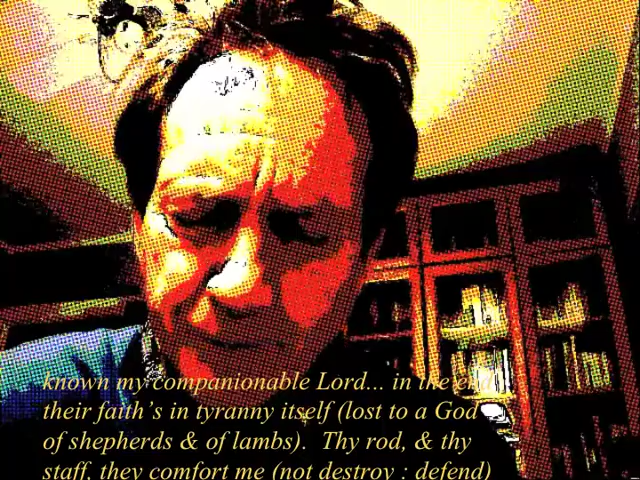 known my companionable Lord... in the end
their faith's in tyranny itself (lost to a God
of shepherds & of lambs).  Thy rod, & thy
staff, they comfort me (not destroy : defend)